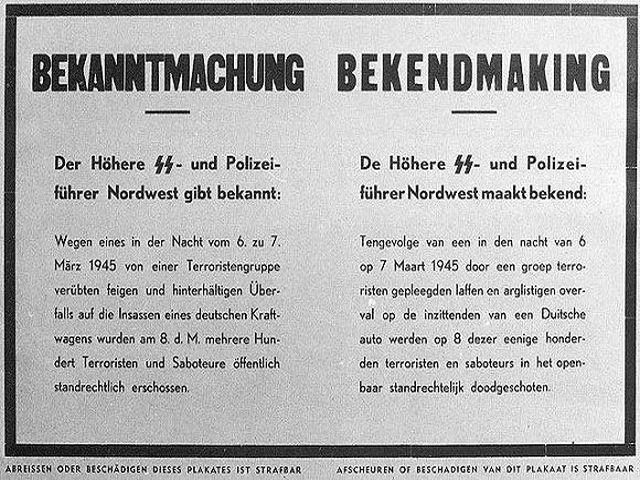 BEKANNTMACHUNG
Der Höhere ᛋᛋ- und Polizei-
führer Nordwest gibt bekannt:
Wegen eines in der Nacht vom 6. zu 7.
März 1945 von einer Terroristengruppe
verübten feigen und hinterhältigen Über-
falls auf die Insassen eines deutschen Kraft-
wagens wurden am 8. d. M. mehrere Hun-
dert Terroristen und Saboteure öffentlich
standrechtlich erschossen.
ABREISSEN ODER BESCHÄDIGEN DIESES PLAKATES IST STRAFBAR
BEKENDMAKING
De Höhere ᛋᛋ- und Polizei-
führer Nordwest maakt bekend:
Tengevolge van een in den nacht van 6
op 7 Maart 1945 door een groep terro-
risten gepleegden laffen en arglistigen over-
val op de inzittenden van een Duitsche
auto werden op 8 dezer eenige honder-
den terroristen en saboteurs in het open-
baar standrechtelijk doodgeschoten.
AFSCHEUREN OF BESCHADIGEN VAN DIT PLAKAAT IS STRAFBAAR